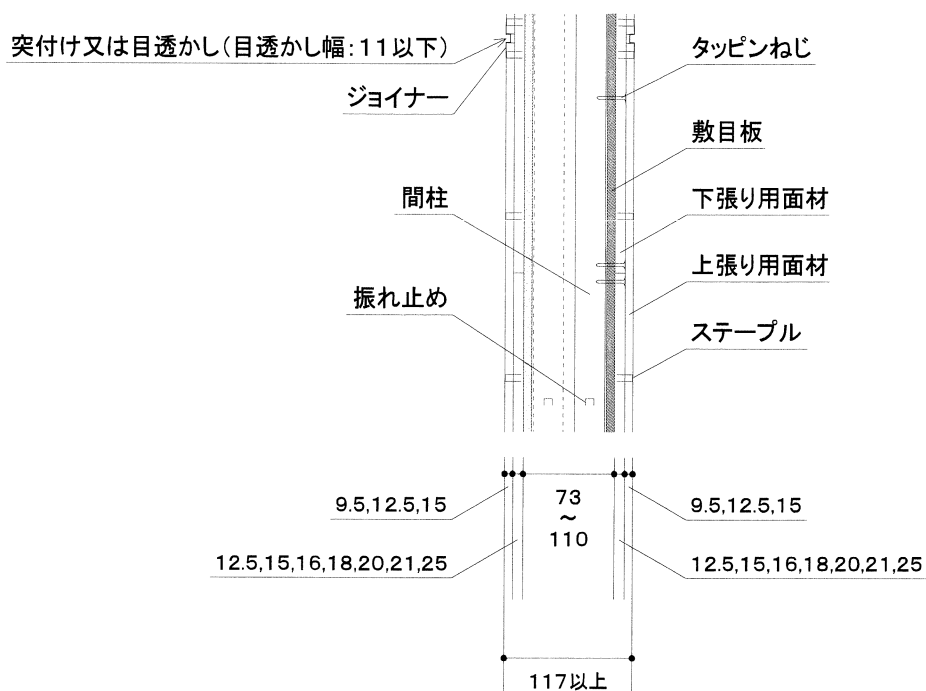 突付け又は目透かし(目透かし幅:11以下)
ジョイナー
タッピンねじ
敷目板
間柱
下張り用面材
上張り用面材
振れ止め
ステープル
9.5,12.5,15
73
~
110
9.5,12.5,15
12.5,15,16,18,20,21,25
12.5,15,16,18,20,21,25
117以上